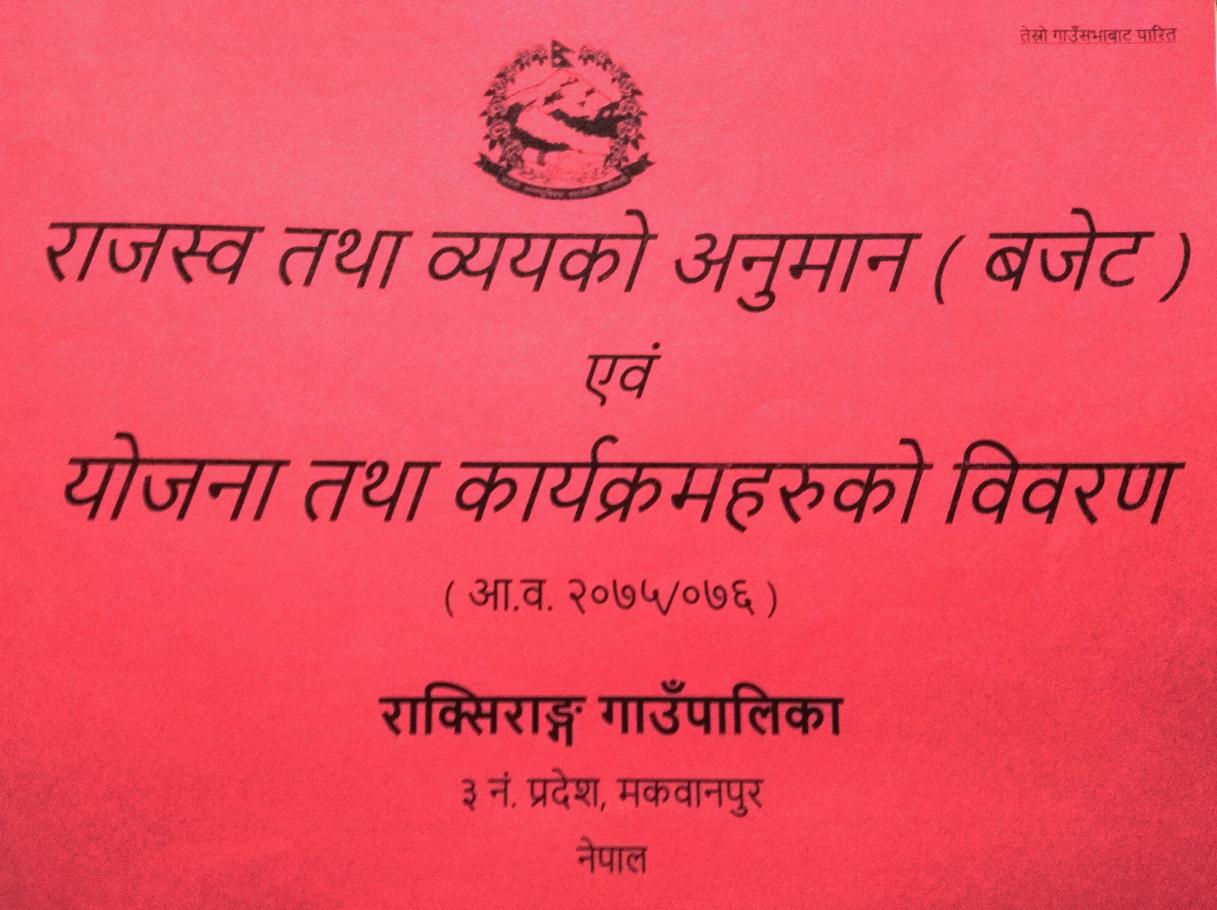 तेस्रो गाउँसभाबाट पारित
राजस्व तथा व्ययको अनुमान ( बजेट )
एवं
योजना तथा कार्यक्रमहरुको विवरण
( आ.व. २०७५/०७६ )
राक्सिराङ्ग गाउँपालिका
३ नं. प्रदेश, मकवानपुर
नेपाल